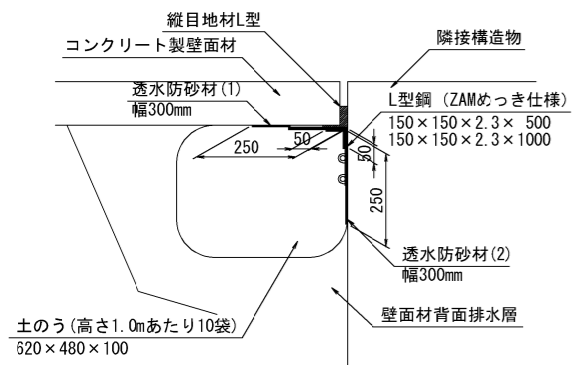 縦目地材L型
コンクリート製壁面材
隣接構造物
透水防砂材(1)
幅300mm
L型鋼 (ZAMめっき仕様)
150×150×2.3× 500
150×150×2.3×1000
50
250
50
250
透水防砂材(2)
幅300mm
土のう(高さ1.0mあたり10袋)
620×480×100
壁面材背面排水層